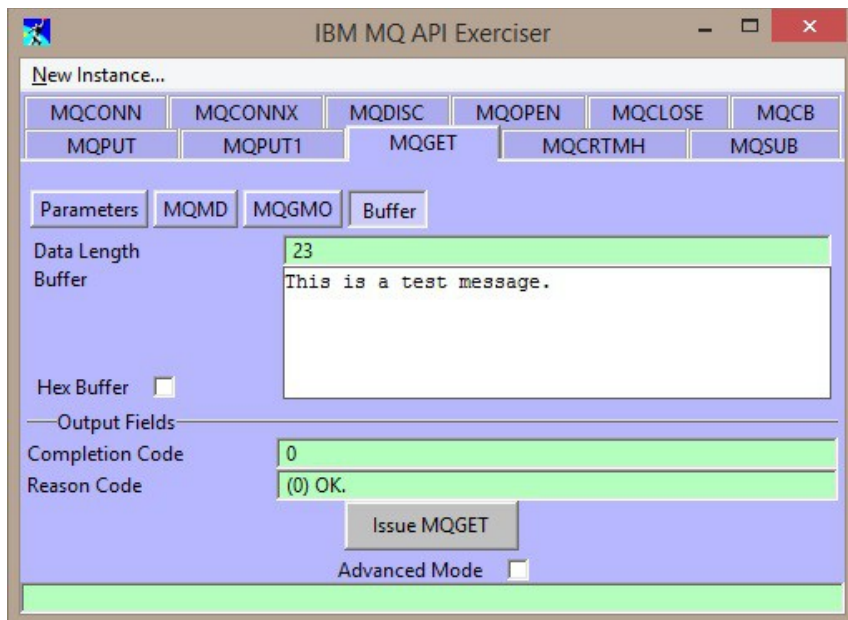 IBM MQ API Exerciser
New Instance...
MQCONN MQCONNX MQDISC MQOPEN MQCLOSE MQCB
MQPUT MQPUT1 MQGET MQCRTMH MQSUB
Parameters MQMD MQGMO Buffer
Data Length 23
Buffer This is a test message.
Hex Buffer
Output Fields
Completion Code 0
Reason Code (0) OK.
Issue MQGET
Advanced Mode